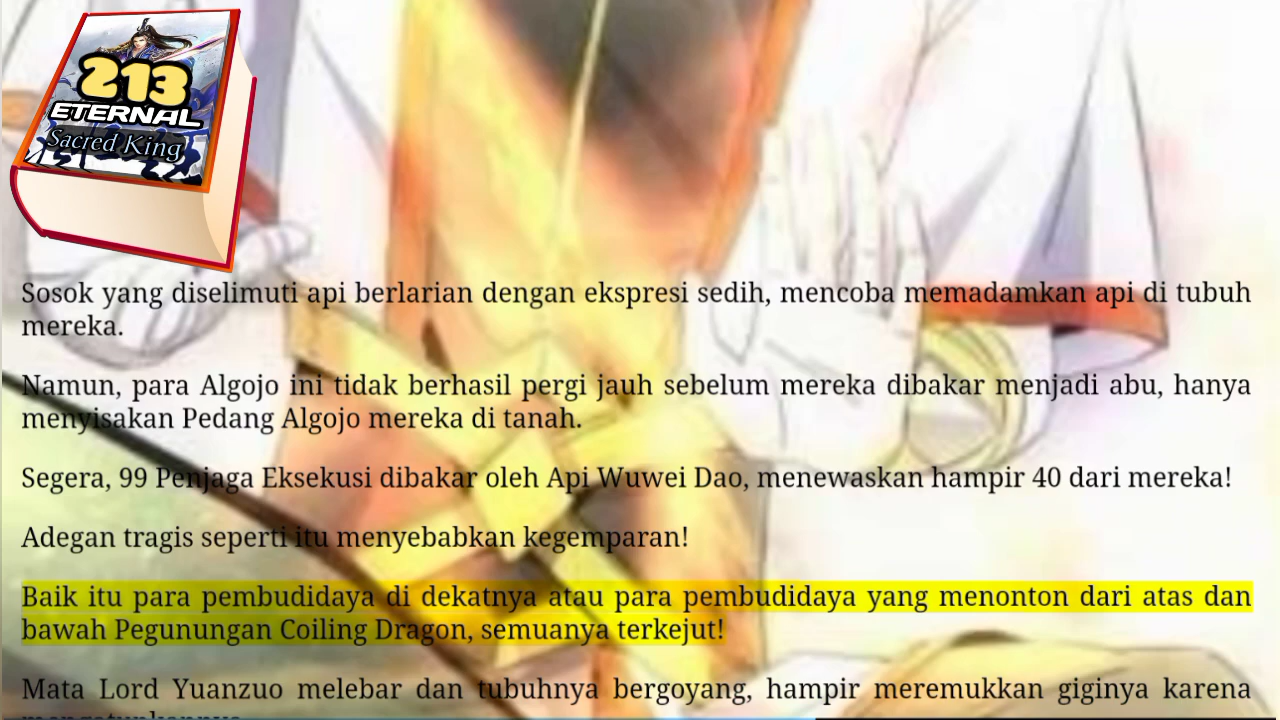 213
ETERNAL
Sacred King
Sosok yang diselimuti api berlarian dengan ekspresi sedih, mencoba memadamkan api di tubuh
mereka.
Namun, para Algojo ini tidak berhasil pergi jauh sebelum mereka dibakar menjadi abu, hanya
menyisakan Pedang Algojo mereka di tanah.
Segera, 99 Penjaga Eksekusi dibakar oleh Api Wuwei Dao, menewaskan hampir 40 dari mereka!
Adegan tragis seperti itu menyebabkan kegemparan!
Baik itu para pembudidaya di dekatnya atau para pembudidaya yang menonton dari atas dan
bawah Pegunungan Coiling Dragon, semuanya terkejut!
Mata Lord Yuanzuo melebar dan tubuhnya bergoyang, hampir meremukkan giginya karena